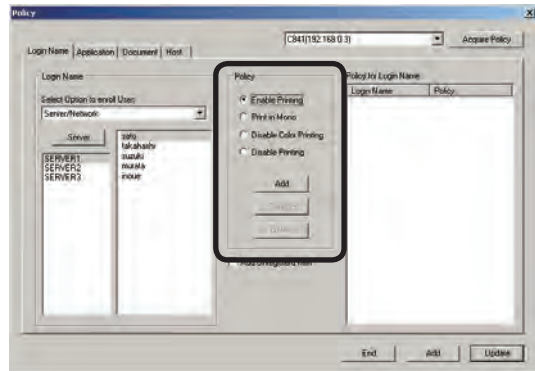 Policy
C841(192.168.0.3)
Acquire Policy
Login Name
Application
Document
Host
Login Name
Select Option to enroll User:
Server/Network
Server
SERVER1
SERVER2
SERVER3
sato
takahashi
suzuki
murata
inoue
Policy
Enable Printing
Print in Mono
Disable Color Printing
Disable Printing
Add
Policy for Login Name
Login Name
Policy
End
Add
Update